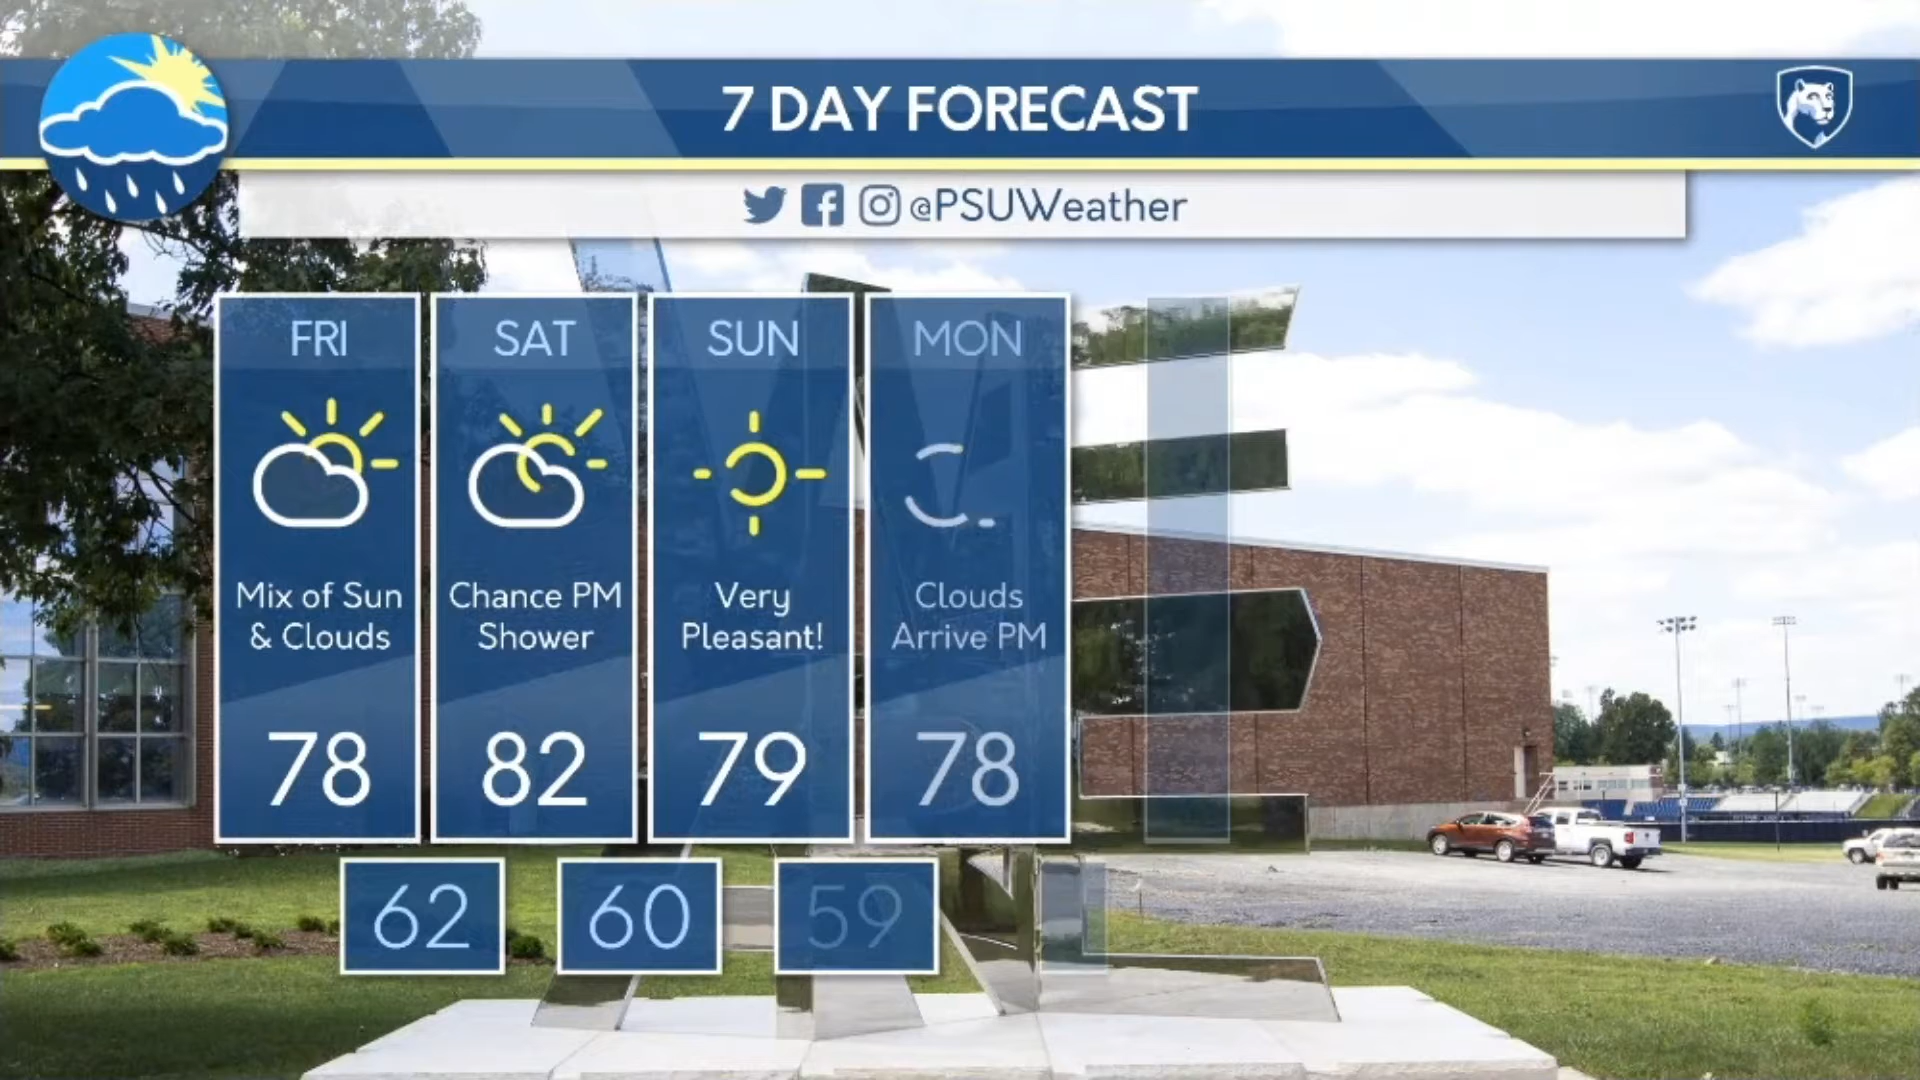 7 DAY FORECAST
@PSUWeather
FRI
Mix of Sun
& Clouds
78
SAT
Chance PM
Shower
82
SUN
Very
Pleasant!
79
MON
Clouds
Arrive PM
78
62
60
59